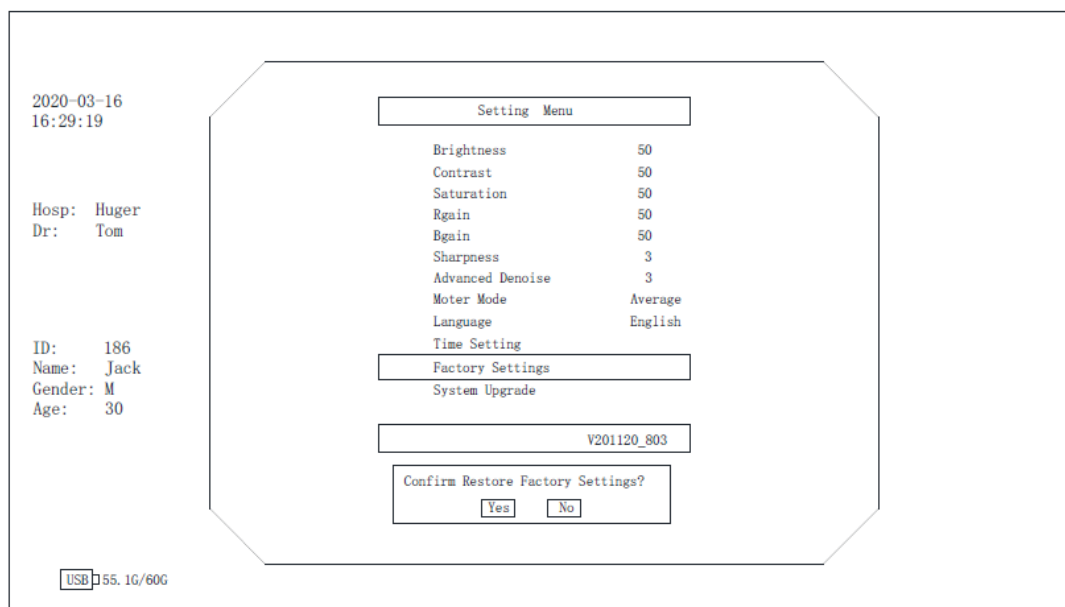 2020-03-16
16:29:19
Hosp: Huger
Dr: Tom
ID: 186
Name: Jack
Gender: M
Age: 30
USB 55.1G/60G
Setting Menu
Brightness 50
Contrast 50
Saturation 50
Rgain 50
Bgain 50
Sharpness 3
Advanced Denoise 3
Moter Mode Average
Language English
Time Setting
Factory Settings
System Upgrade
V201120_803
Confirm Restore Factory Settings?
Yes No